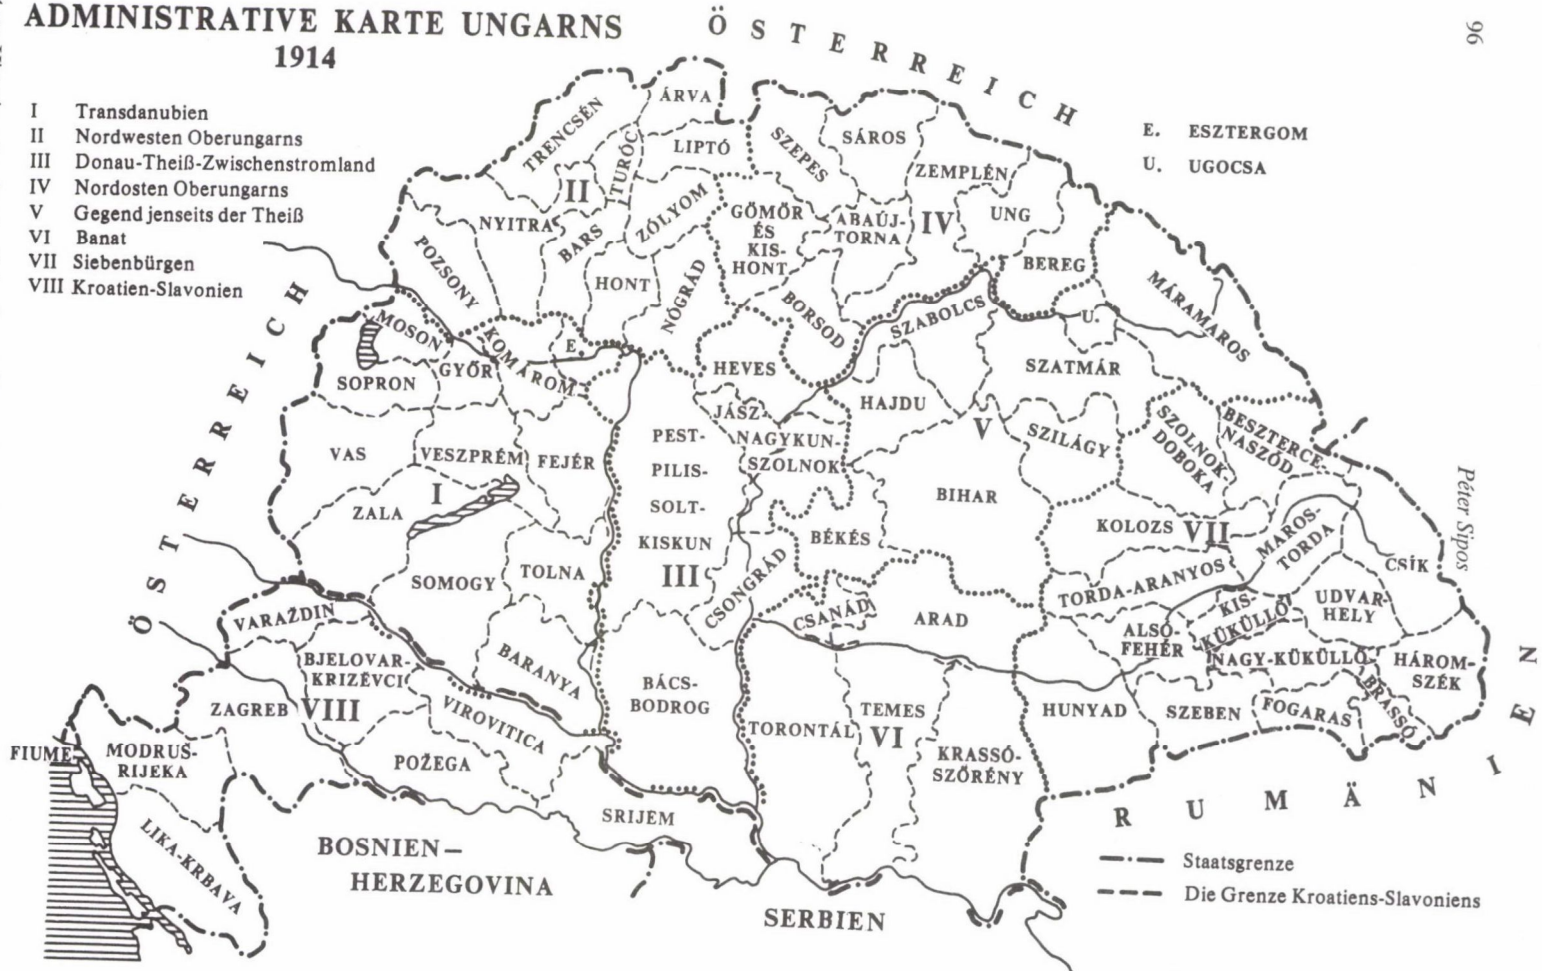 ADMINISTRATIVE KARTE UNGARNS
1914
96
I Transdanubien
II Nordwesten Oberungarns
III Donau-Theiß-Zwischenstromland
IV Nordosten Oberungarns
V Gegend jenseits der Theiß
VI Banat
VII Siebenbürgen
VIII Kroatien-Slavonien
ÖSTERREICH
E. ESZTERGOM
U. UGOCSA
ÖSTERREICH
ÁRVA
TRENCSÉN
LIPTÓ
TURÓC
SZEPES
SÁROS
ZEMPLÉN
II
NYITRA
BARS
ZÓLYOM
GÖMÖR
ÉS
KIS-
HONT
ABAÚJ-
TORNA
IV
UNG
BEREG
MÁRAMAROS
POZSONY
HONT
NÓGRÁD
BORSOD
SZABOLCS
U.
MOSON
SOPRON
GYŐR
KOMÁROM
E.
HEVES
SZATMÁR
HAJDU
JÁSZ-
NAGYKUN-
SZOLNOK
V
SZILÁGY
SZOLNOK-
DOBOKA
BESZTERCE-
NASZÓD
VAS
VESZPRÉM
FEJÉR
PEST-
PILIS-
SOLT-
KISKUN
III
I
ZALA
BIHAR
BÉKÉS
KOLOZS
VII
MAROS-
TORDA
CSÍK
Péter Sipos
SOMOGY
TOLNA
CSONGRÁD
CSANÁD
ARAD
TORDA-ARANYOS
KIS-
KÜKÜLLŐ
UDVAR-
HELY
ALSÓ-
FEHÉR
NAGY-KÜKÜLLŐ
HÁROM-
SZÉK
BRASSÓ
VARAŽDIN
BJELOVAR-
KRIZĚVCI
BARANYA
BÁCS-
BODROG
TORONTÁL
TEMES
VI
KRASSÓ-
SZŐRÉNY
HUNYAD
SZEBEN
FOGARAS
ZAGREB
VIII
VIROVITICA
POŽEGA
SRIJEM
FIUME
MODRUS-
RIJEKA
LIKA-KRBAVA
BOSNIEN—
HERZEGOVINA
SERBIEN
RUMÄNIEN
Staatsgrenze
Die Grenze Kroatiens-Slavoniens